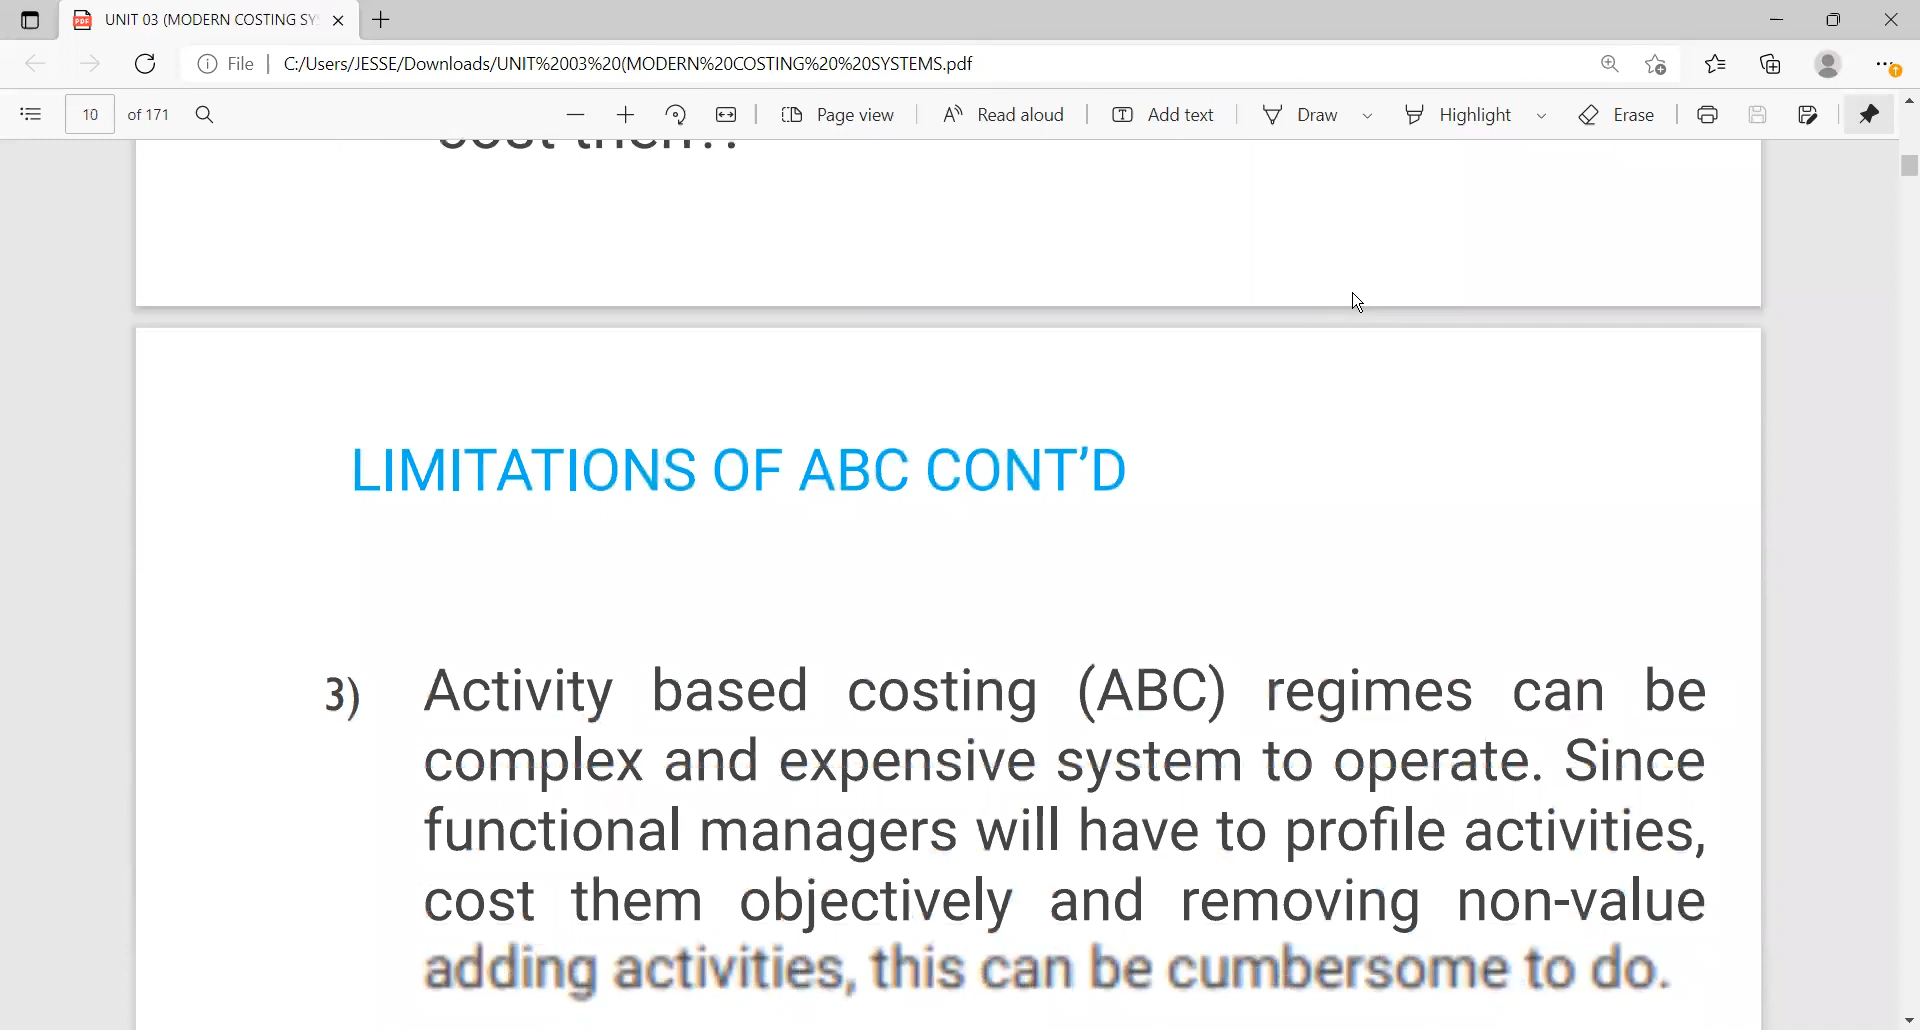 UNIT 03 (MODERN COSTING SY
File
C:/Users/JESSE/Downloads/UNIT%2003%20(MODERN%20COSTING%20%20SYSTEMS.pdf
10 of 171
Page view
Read aloud
Add text
Draw
Highlight
Erase
cost then??
LIMITATIONS OF ABC CONT'D
3) Activity based costing (ABC) regimes can be
complex and expensive system to operate. Since
functional managers will have to profile activities,
cost them objectively and removing non-value
adding activities, this can be cumbersome to do.